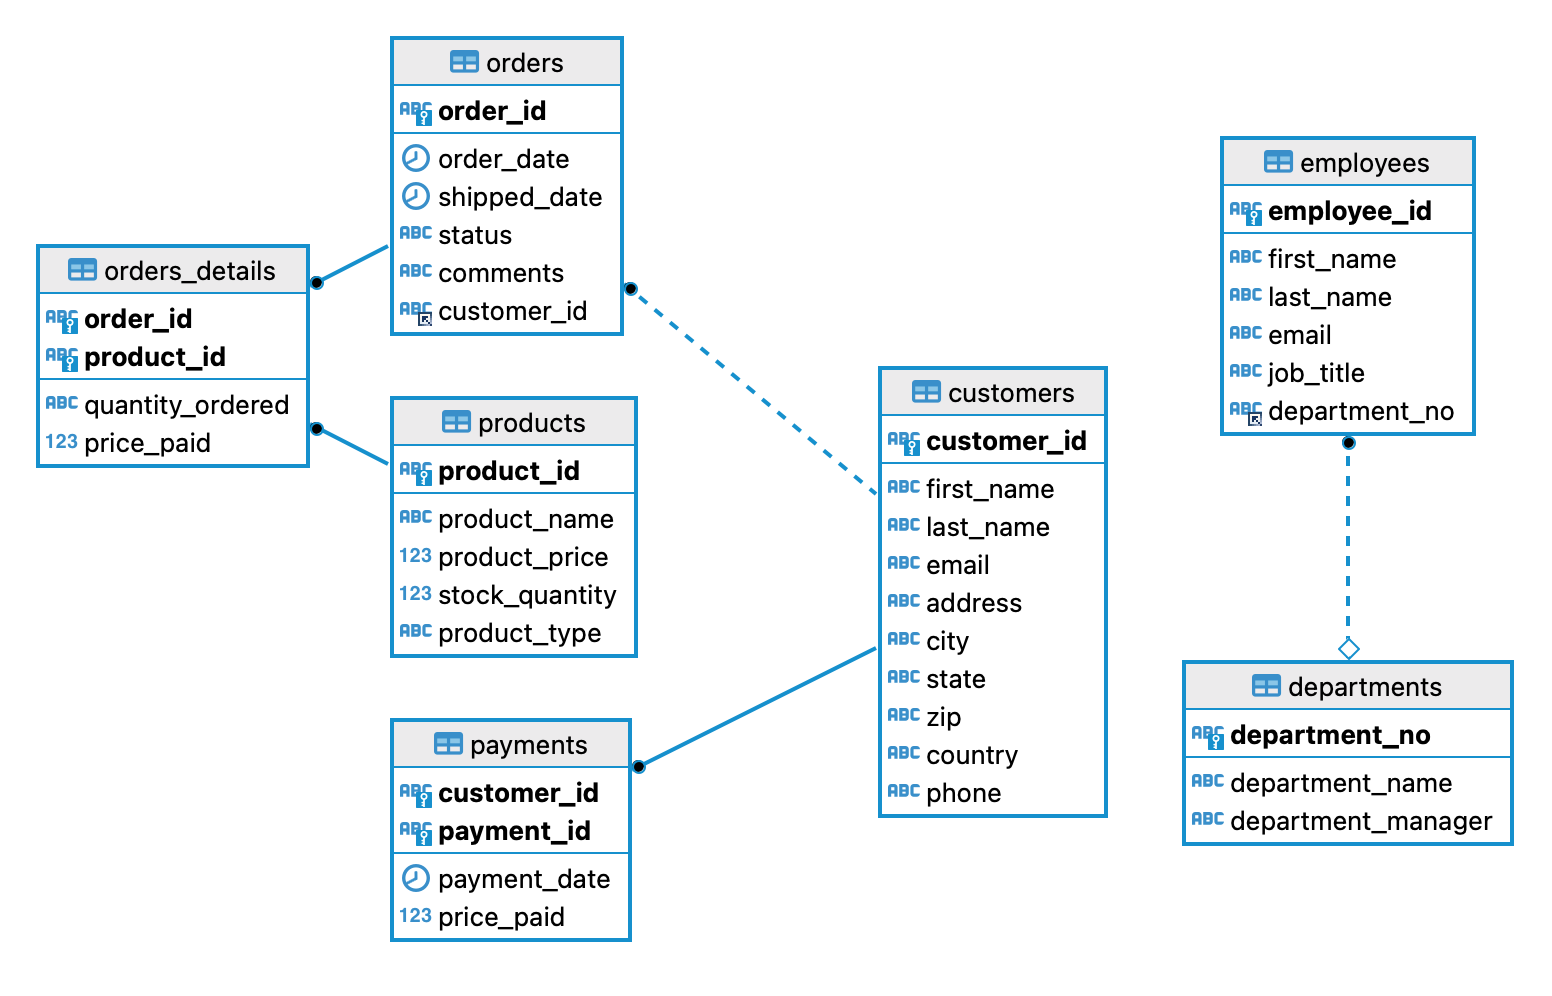 orders
ABC order_id
order_date
shipped_date
ABC status
ABC comments
ABC customer_id
employees
ABC employee_id
ABC first_name
ABC last_name
ABC email
ABC job_title
ABC department_no
orders_details
ABC order_id
ABC product_id
ABC quantity_ordered
123 price_paid
products
ABC product_id
ABC product_name
123 product_price
123 stock_quantity
ABC product_type
customers
ABC customer_id
ABC first_name
ABC last_name
ABC email
ABC address
ABC city
ABC state
ABC zip
ABC country
ABC phone
payments
ABC customer_id
ABC payment_id
payment_date
123 price_paid
departments
ABC department_no
ABC department_name
ABC department_manager